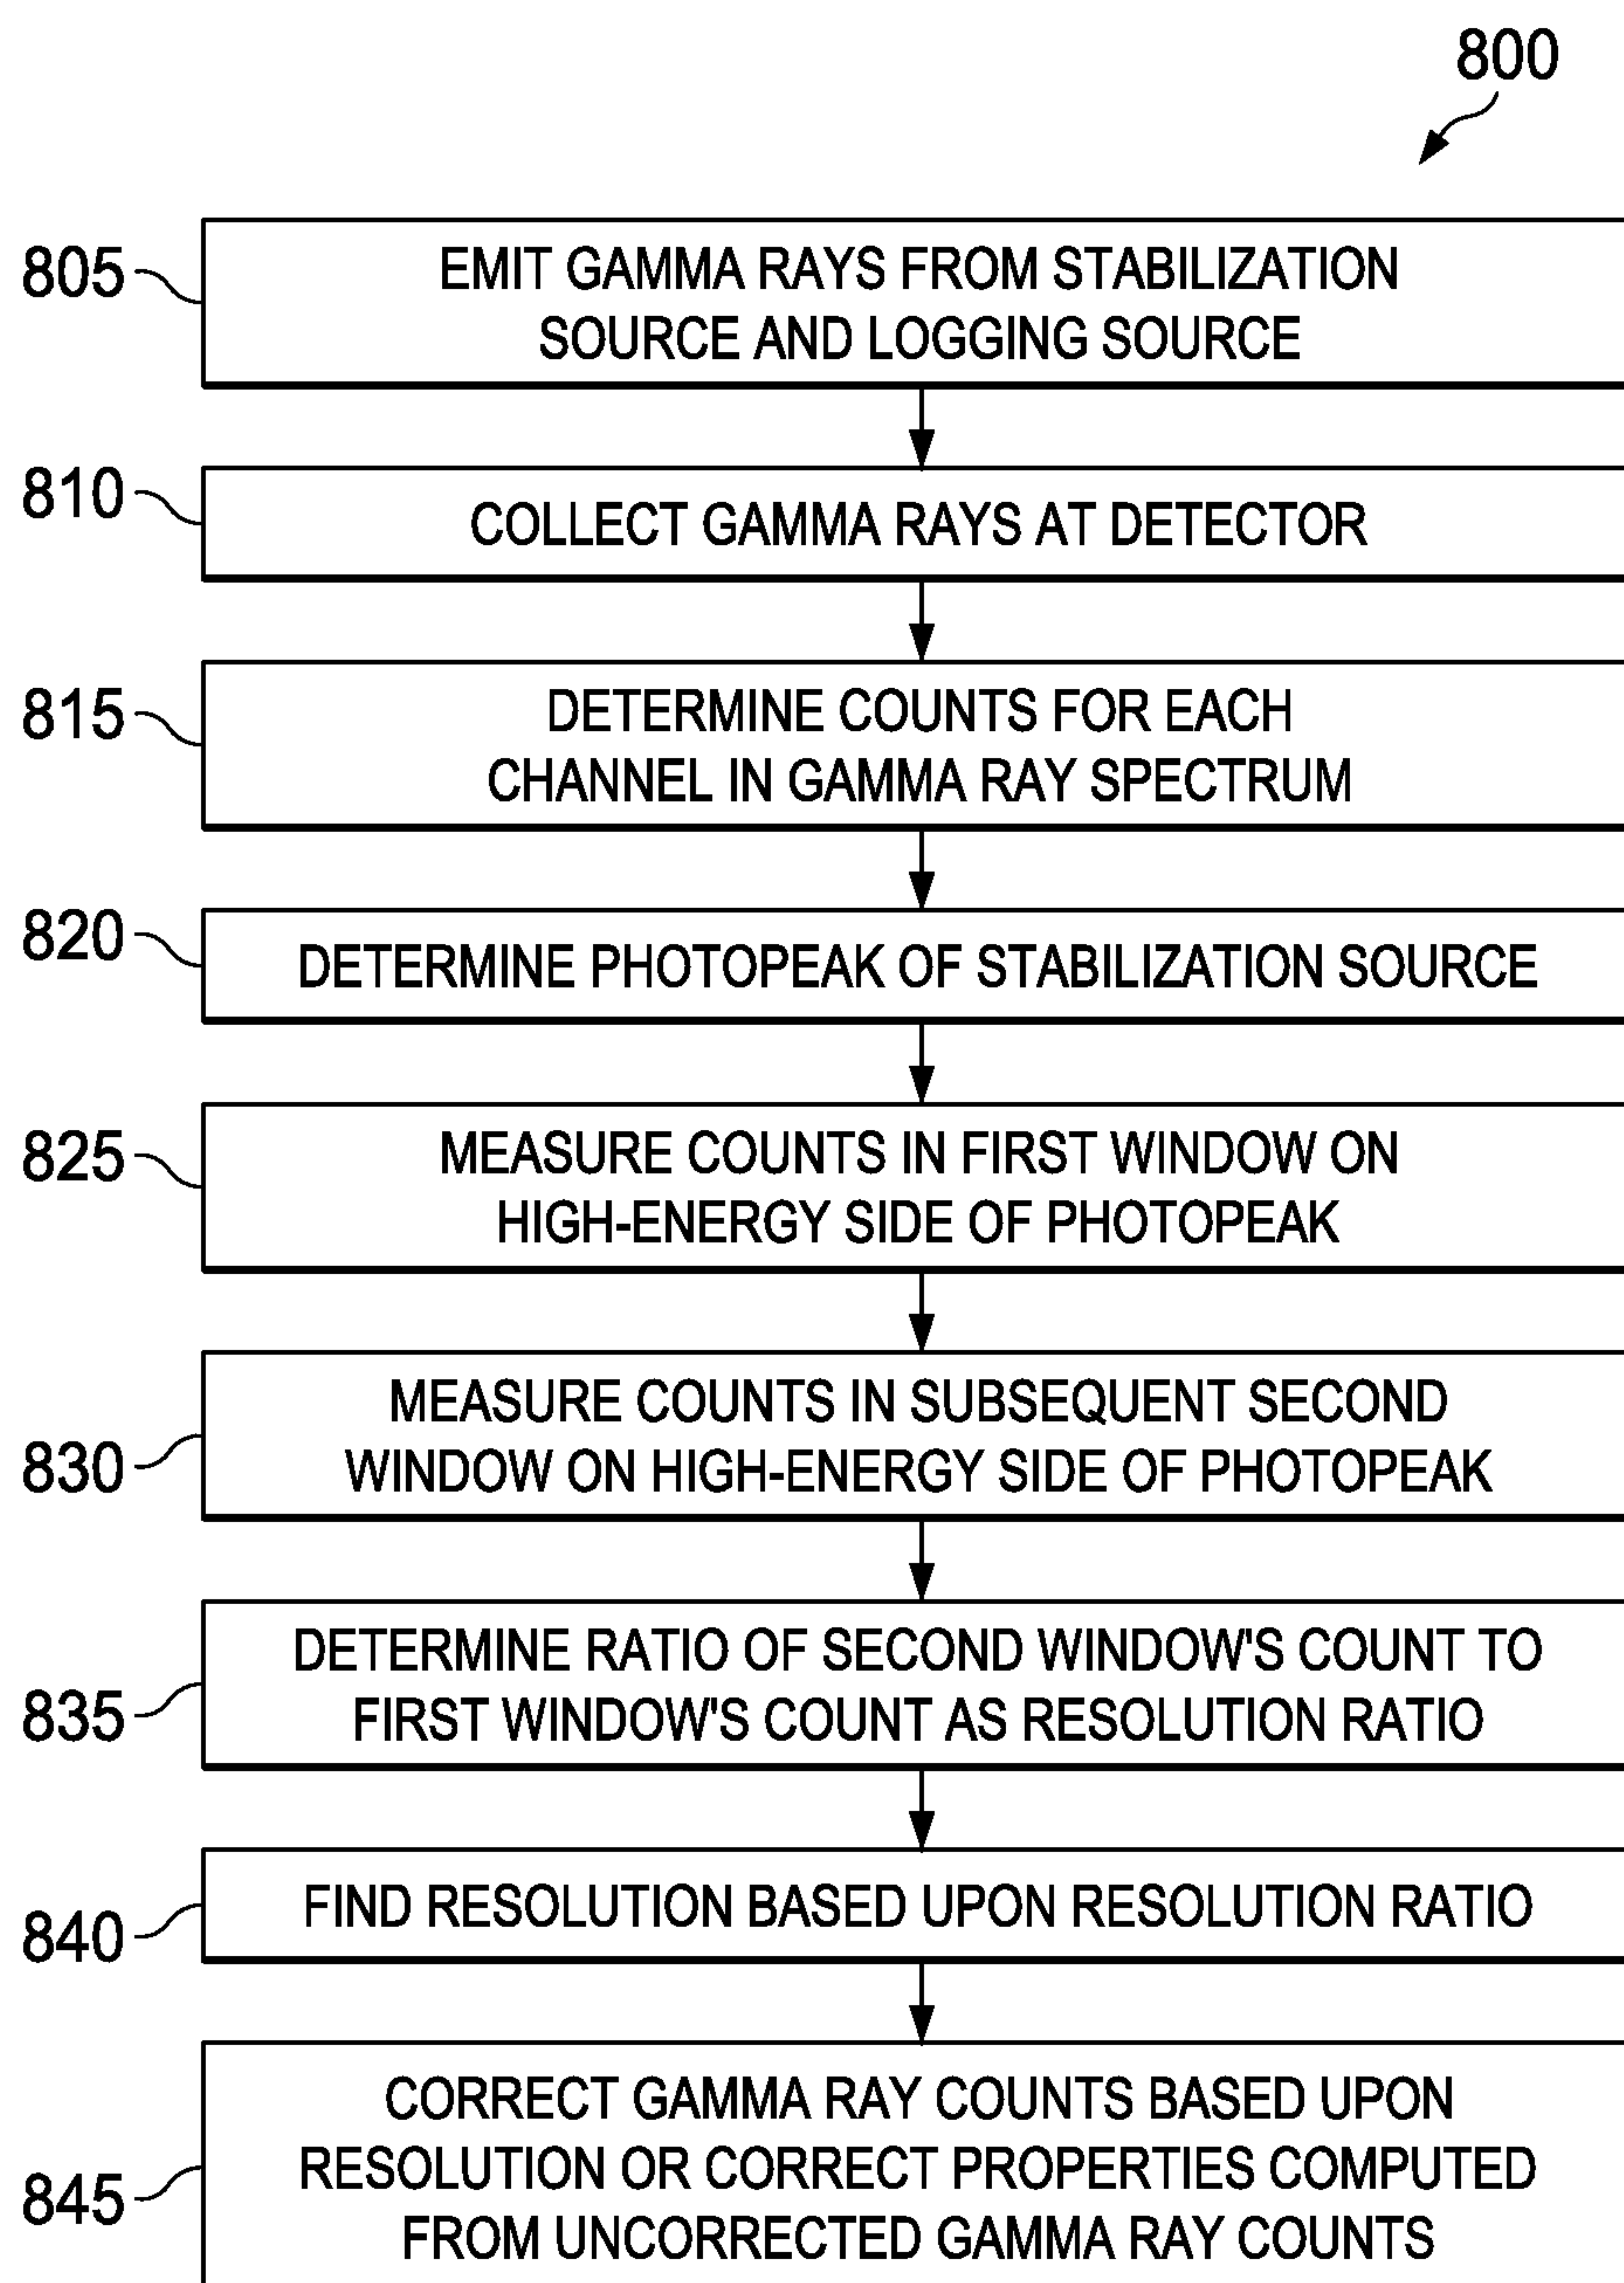 800
805
EMIT GAMMA RAYS FROM STABILIZATION
SOURCE AND LOGGING SOURCE
810
COLLECT GAMMA RAYS AT DETECTOR
815
DETERMINE COUNTS FOR EACH
CHANNEL IN GAMMA RAY SPECTRUM
820
DETERMINE PHOTOPEAK OF STABILIZATION SOURCE
825
MEASURE COUNTS IN FIRST WINDOW ON
HIGH-ENERGY SIDE OF PHOTOPEAK
830
MEASURE COUNTS IN SUBSEQUENT SECOND
WINDOW ON HIGH-ENERGY SIDE OF PHOTOPEAK
835
DETERMINE RATIO OF SECOND WINDOW'S COUNT TO
FIRST WINDOW'S COUNT AS RESOLUTION RATIO
840
FIND RESOLUTION BASED UPON RESOLUTION RATIO
845
CORRECT GAMMA RAY COUNTS BASED UPON
RESOLUTION OR CORRECT PROPERTIES COMPUTED
FROM UNCORRECTED GAMMA RAY COUNTS